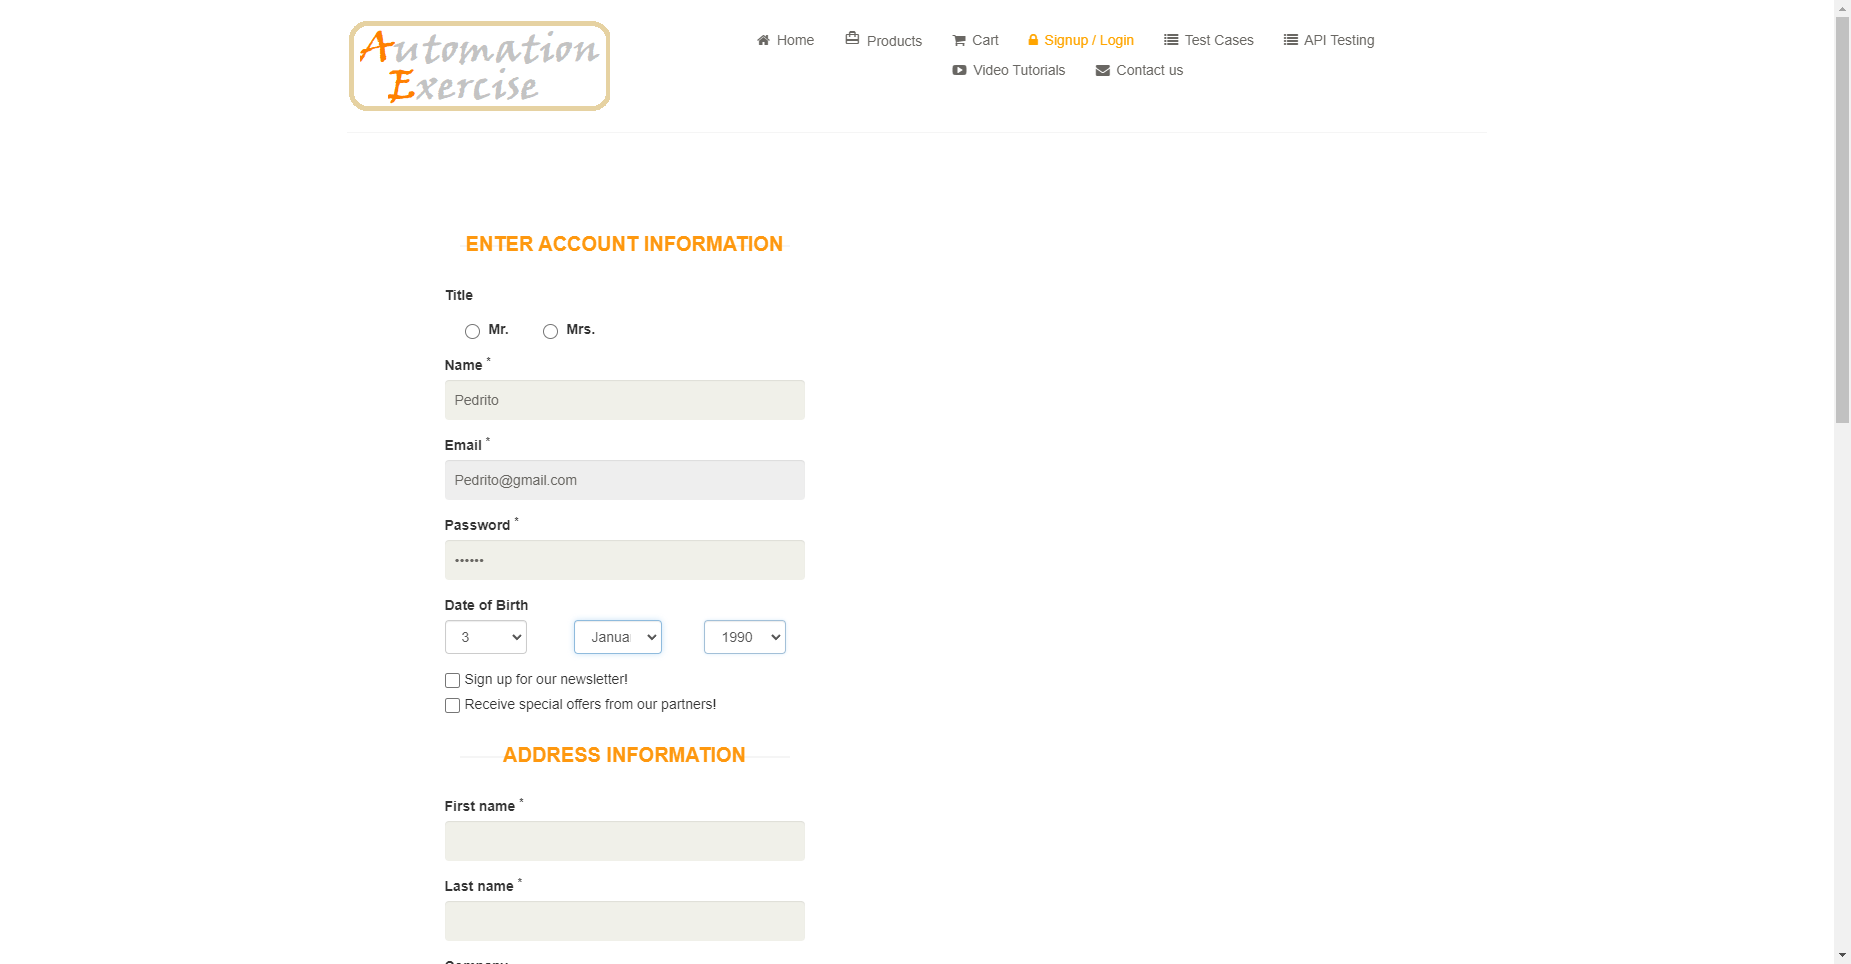 Automation
Exercise
Home
Products
Cart
Signup / Login
Test Cases
API Testing
Video Tutorials
Contact us
ENTER ACCOUNT INFORMATION
Title
Mr.
Mrs.
Name *
Pedrito
Email *
Pedrito@gmail.com
Password *
••••••
Date of Birth
3
Janua
1990
Sign up for our newsletter!
Receive special offers from our partners!
ADDRESS INFORMATION
First name *
Last name *